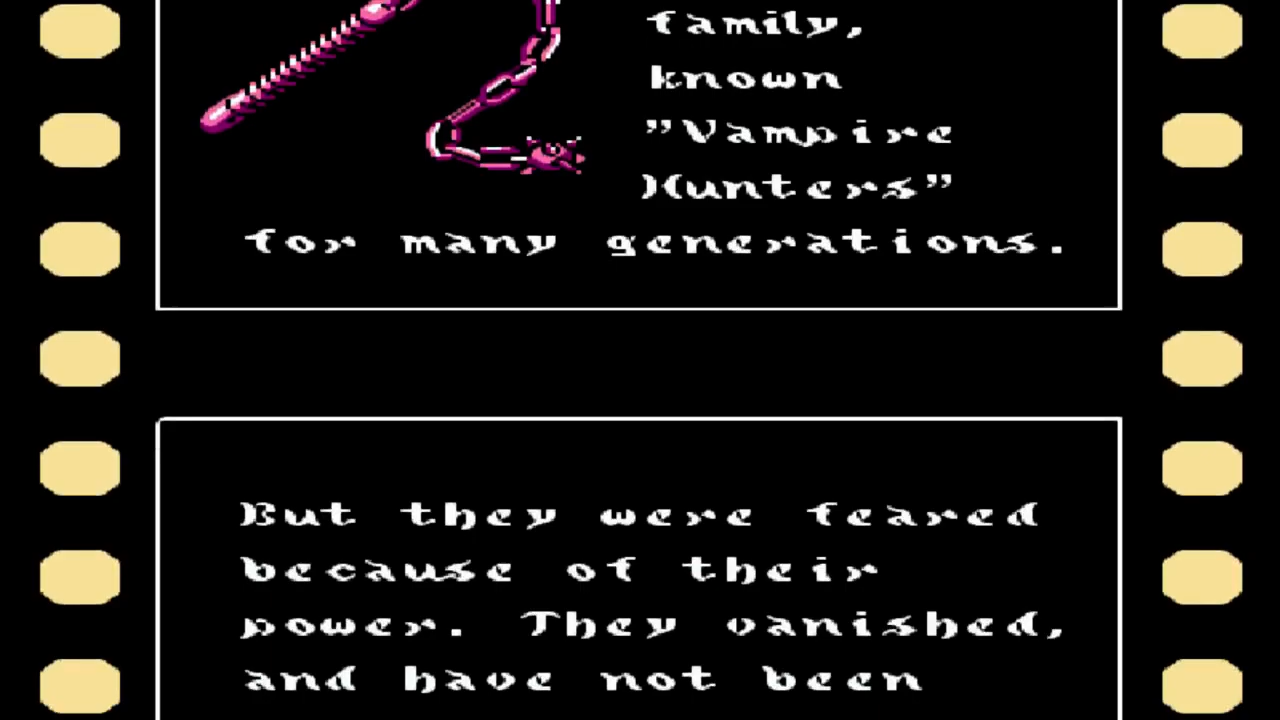 family,
known
"Vampire
Hunters"
for many generations.
But they were feared
because of their
power. They vanished,
and have not been